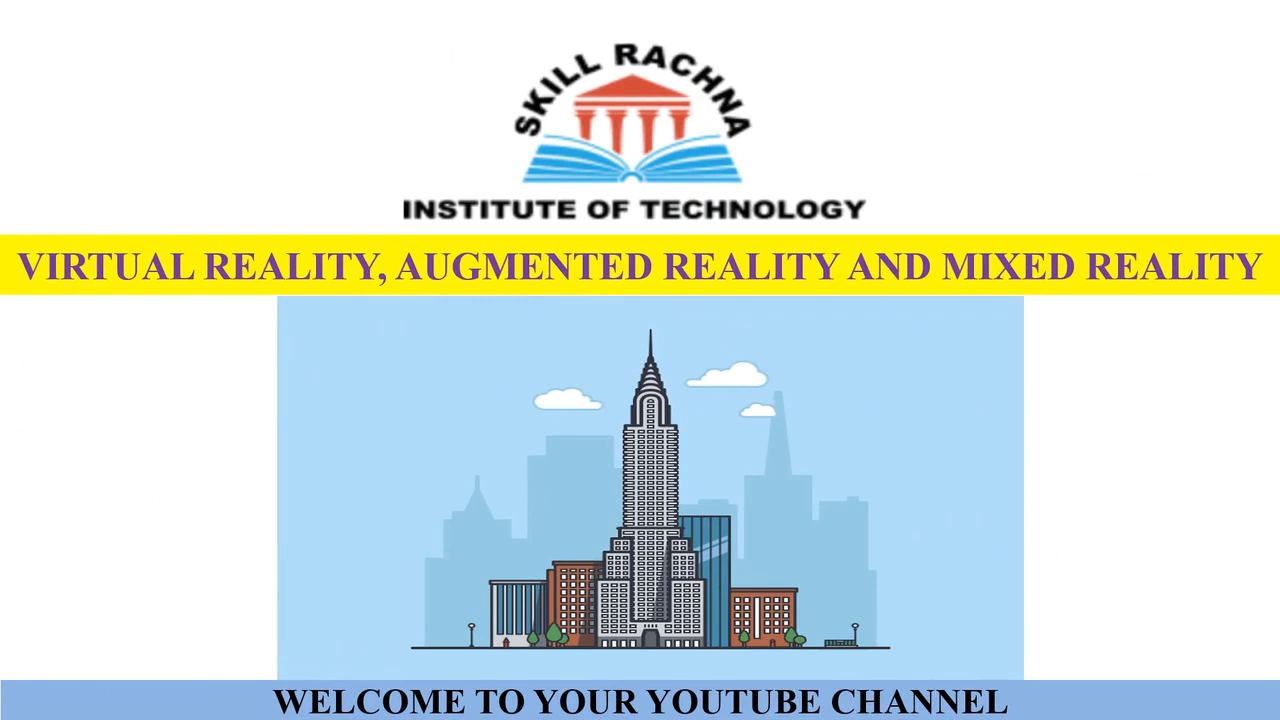 SKILL RACHNA
INSTITUTE OF TECHNOLOGY
VIRTUAL REALITY, AUGMENTED REALITY AND MIXED REALITY
WELCOME TO YOUR YOUTUBE CHANNEL